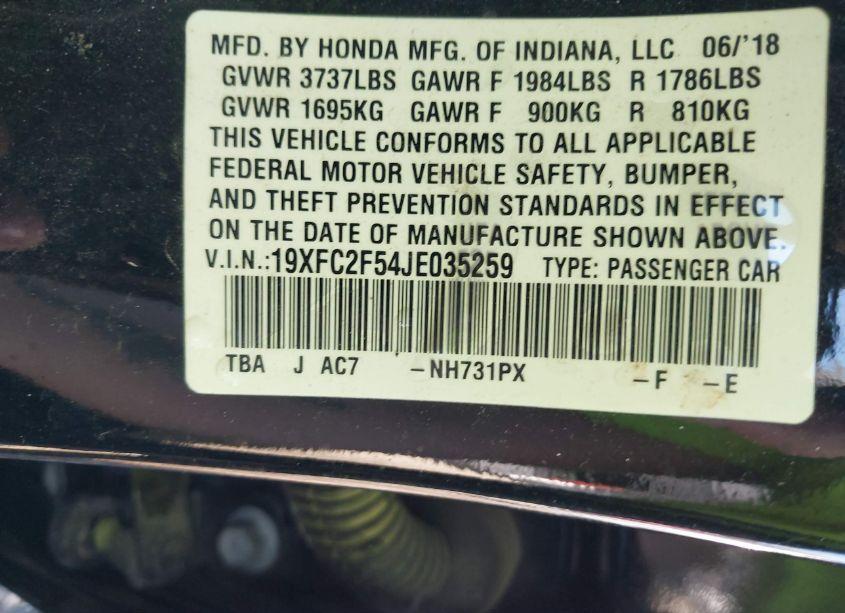 MFD. BY HONDA MFG. OF INDIANA, LLC 06/'18
GVWR 3737LBS GAWR F 1984LBS R 1786LBS
GVWR 1695KG GAWR F 900KG R 810KG
THIS VEHICLE CONFORMS TO ALL APPLICABLE
FEDERAL MOTOR VEHICLE SAFETY, BUMPER,
AND THEFT PREVENTION STANDARDS IN EFFECT
ON THE DATE OF MANUFACTURE SHOWN ABOVE.
V.I.N.:19XFC2F54JE035259 TYPE: PASSENGER CAR
TBA J AC7 -NH731PX -F -E